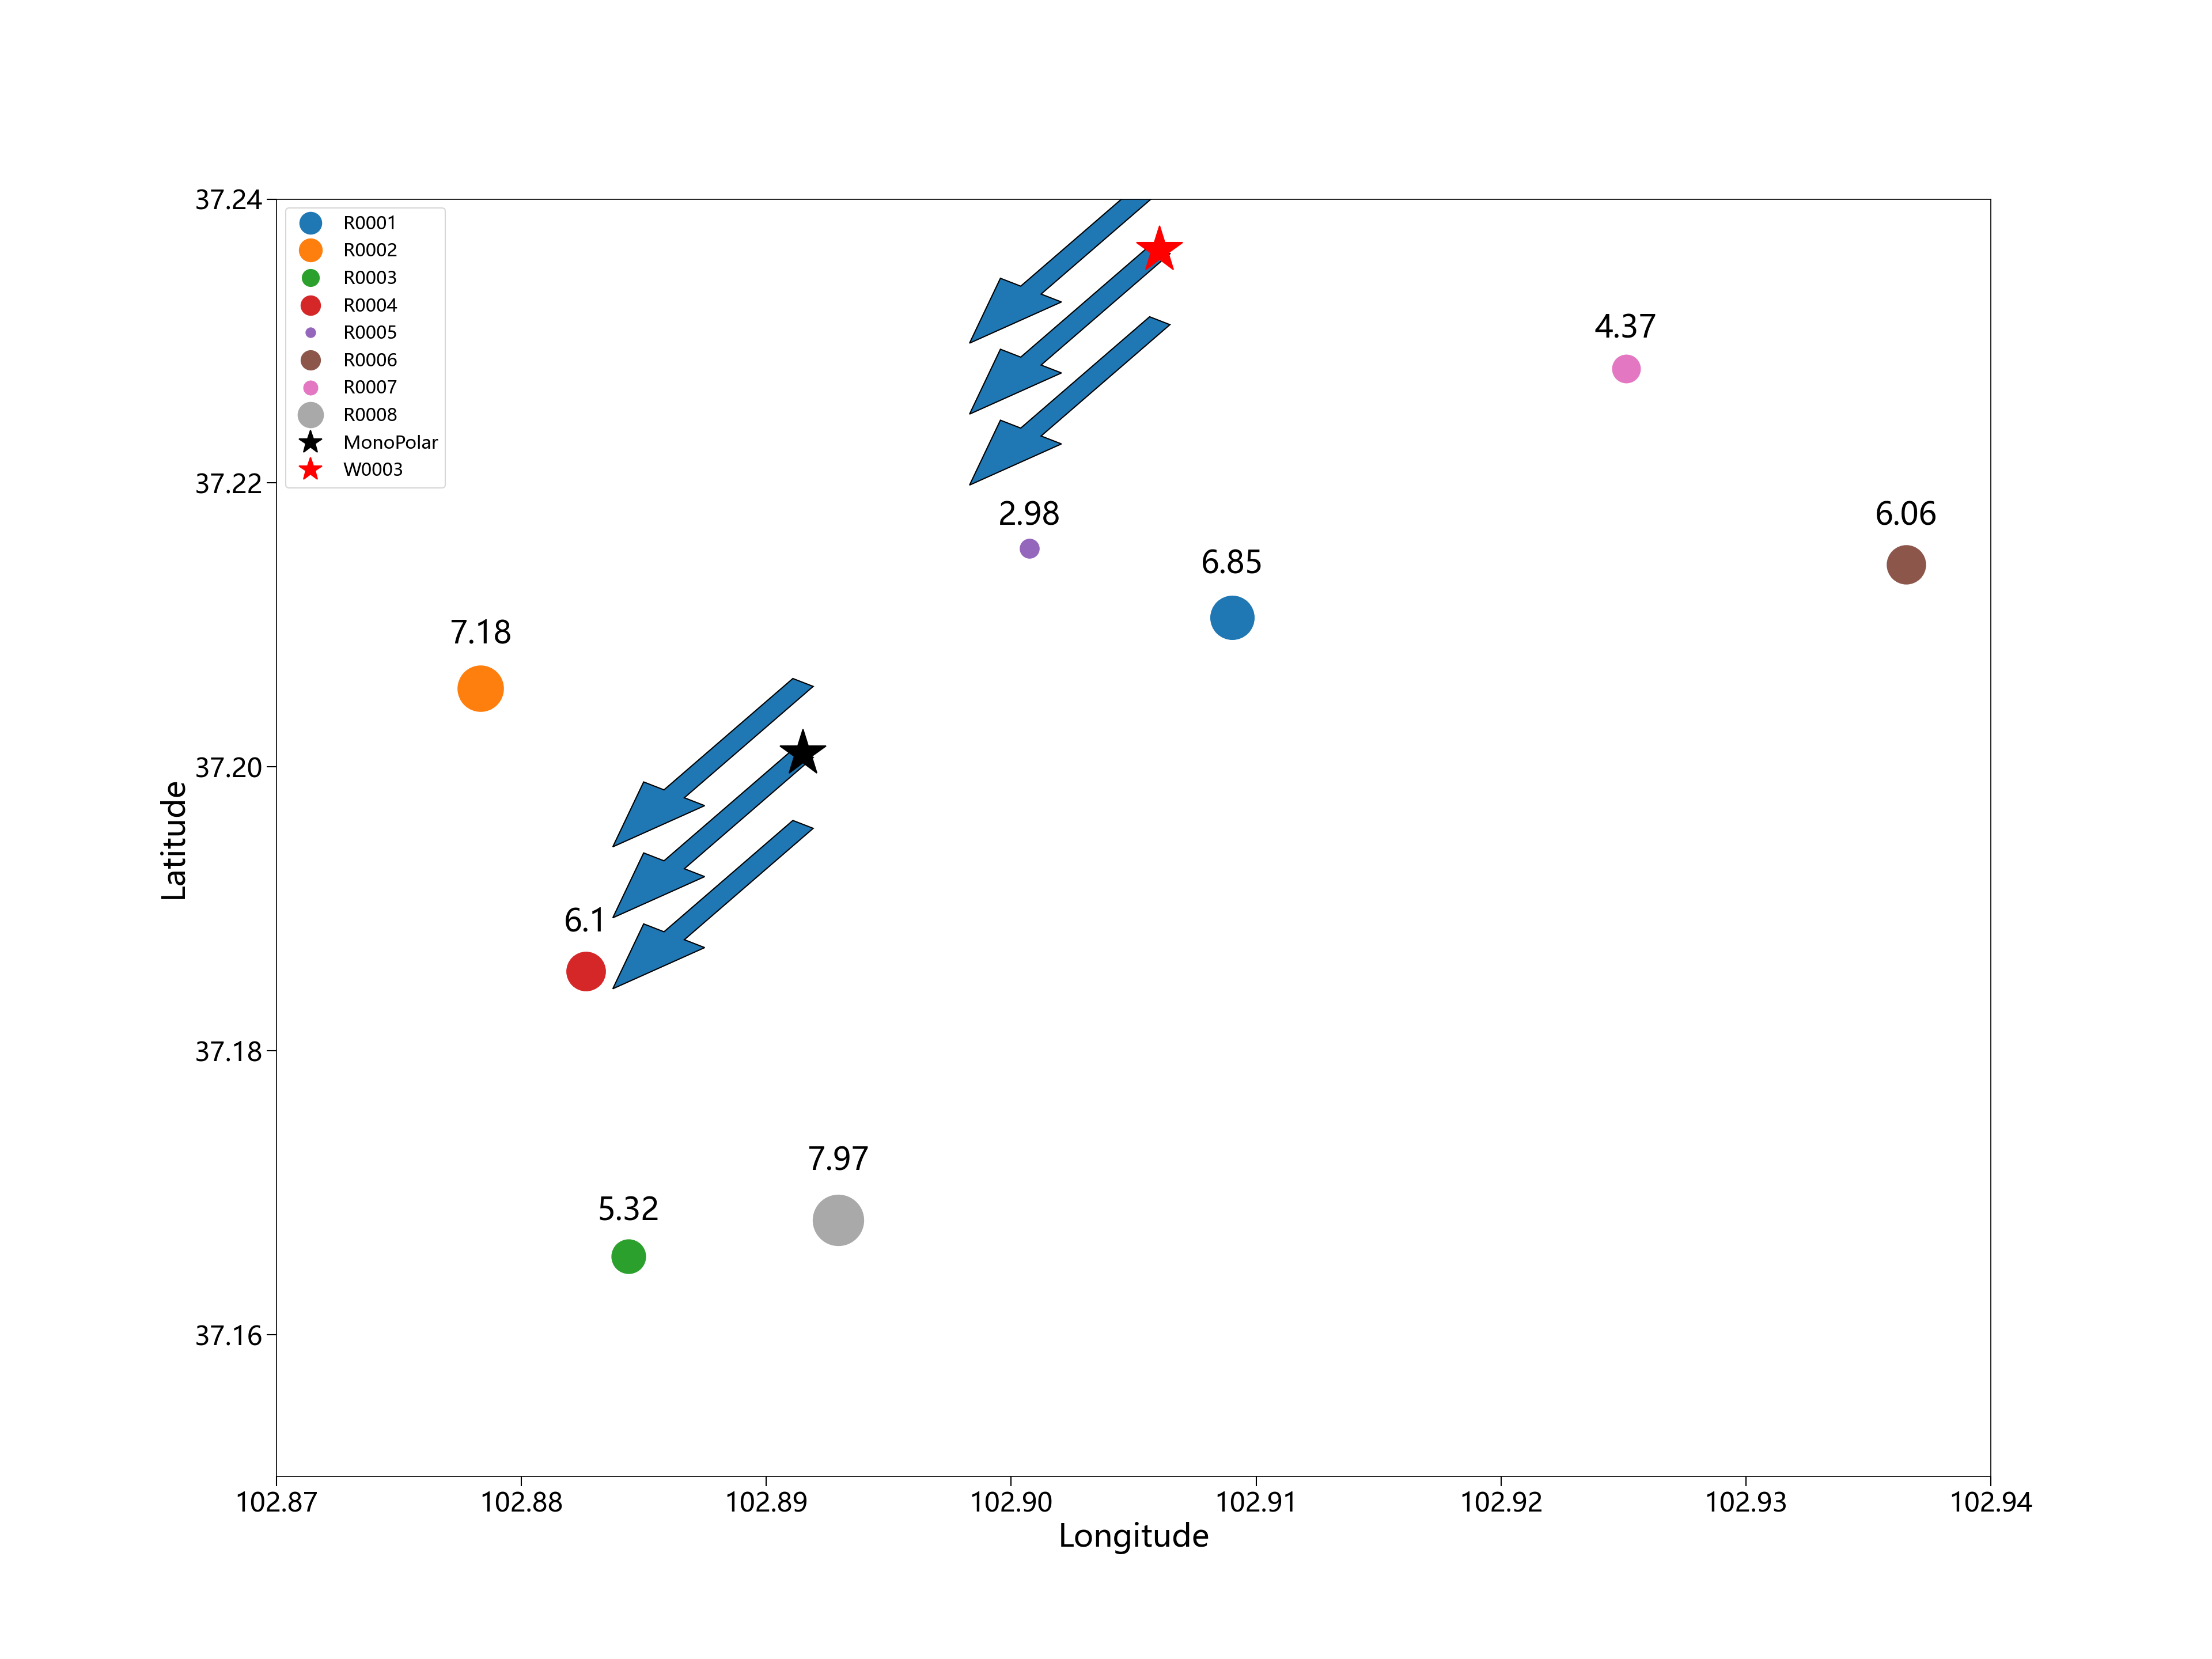 37.24
37.22
37.20
37.18
37.16
Latitude
R0001
R0002
R0003
R0004
R0005
R0006
R0007
R0008
MonoPolar
W0003
4.37
2.98
6.06
6.85
7.18
6.1
7.97
5.32
102.87 102.88 102.89 102.90 102.91 102.92 102.93 102.94
Longitude